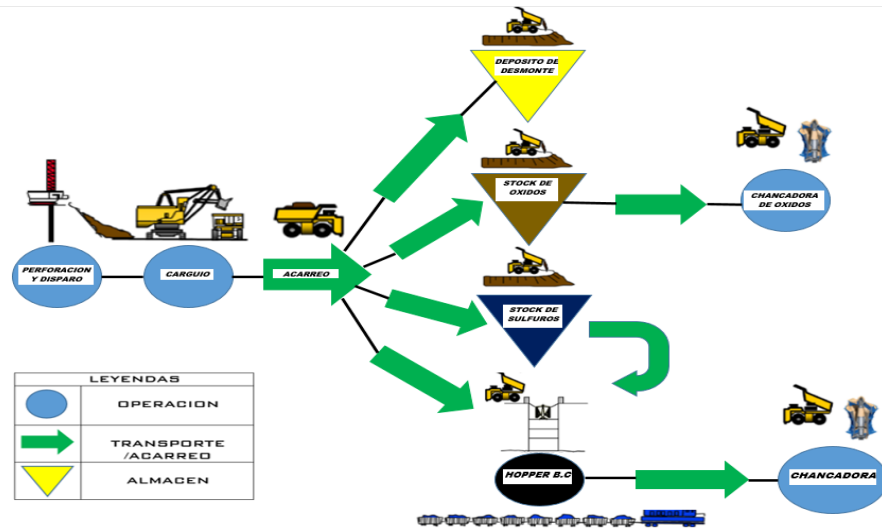 DEPOSITO DE
DESMONTE
STOCK DE
OXIDOS
CHANCADORA
DE OXIDOS
PERFORACION
Y DISPARO
CARGUIO
ACARREO
STOCK DE
SULFUROS
LEYENDAS
OPERACION
TRANSPORTE
/ACARREO
ALMACEN
HOPPER B.C
CHANCADORA